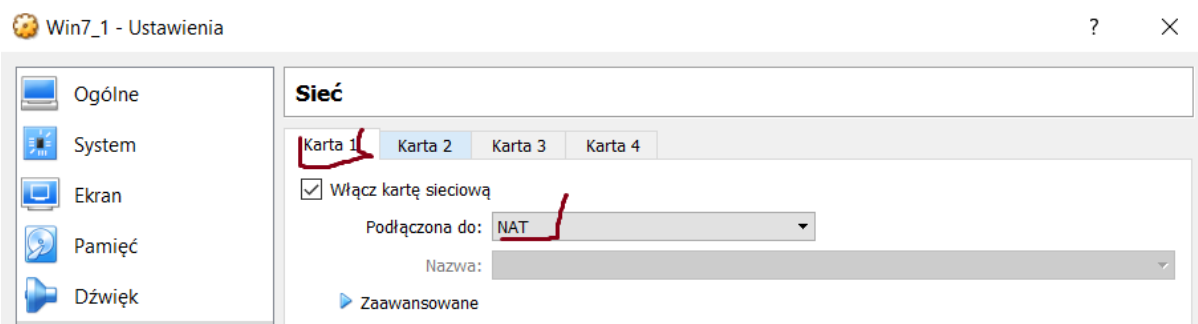 Win7_1 - Ustawienia ?
Ogólne
System
Ekran
Pamięć
Dźwięk
Sieć
Karta 1 Karta 2 Karta 3 Karta 4
Włącz kartę sieciową
Podłączona do: NAT
Nazwa:
Zaawansowane